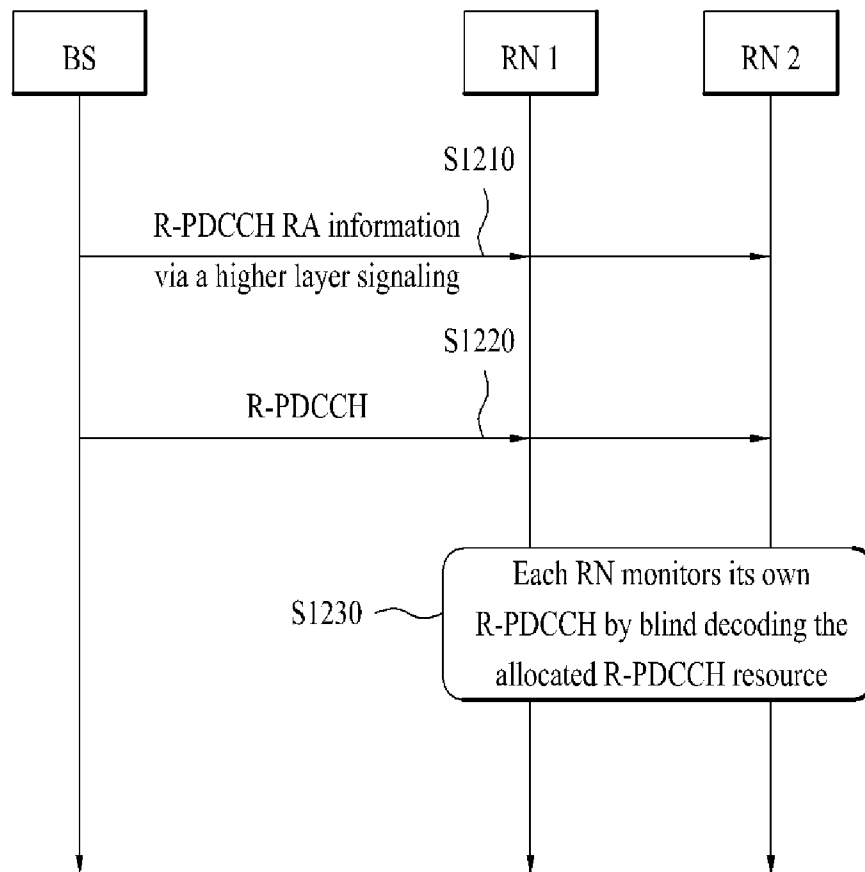 BS
RN 1
RN 2
S1210
R-PDCCH RA information
via a higher layer signaling
S1220
R-PDCCH
Each RN monitors its own
S1230
R-PDCCH by blind decoding the
allocated R-PDCCH resource